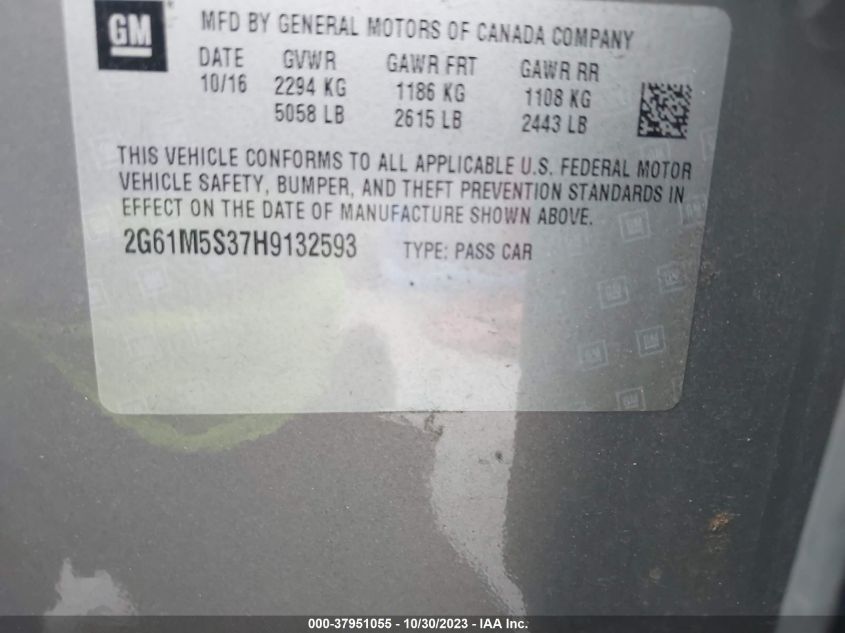 GM
MFD BY GENERAL MOTORS OF CANADA COMPANY
DATE GVWR GAWR FRT GAWR RR
10/16 2294 KG 1186 KG 1108 KG
5058 LB 2615 LB 2443 LB
THIS VEHICLE CONFORMS TO ALL APPLICABLE U.S. FEDERAL MOTOR
VEHICLE SAFETY, BUMPER, AND THEFT PREVENTION STANDARDS IN
EFFECT ON THE DATE OF MANUFACTURE SHOWN ABOVE.
2G61M5S37H9132593 TYPE: PASS CAR
000-37951055 - 10/30/2023 - IAA Inc.